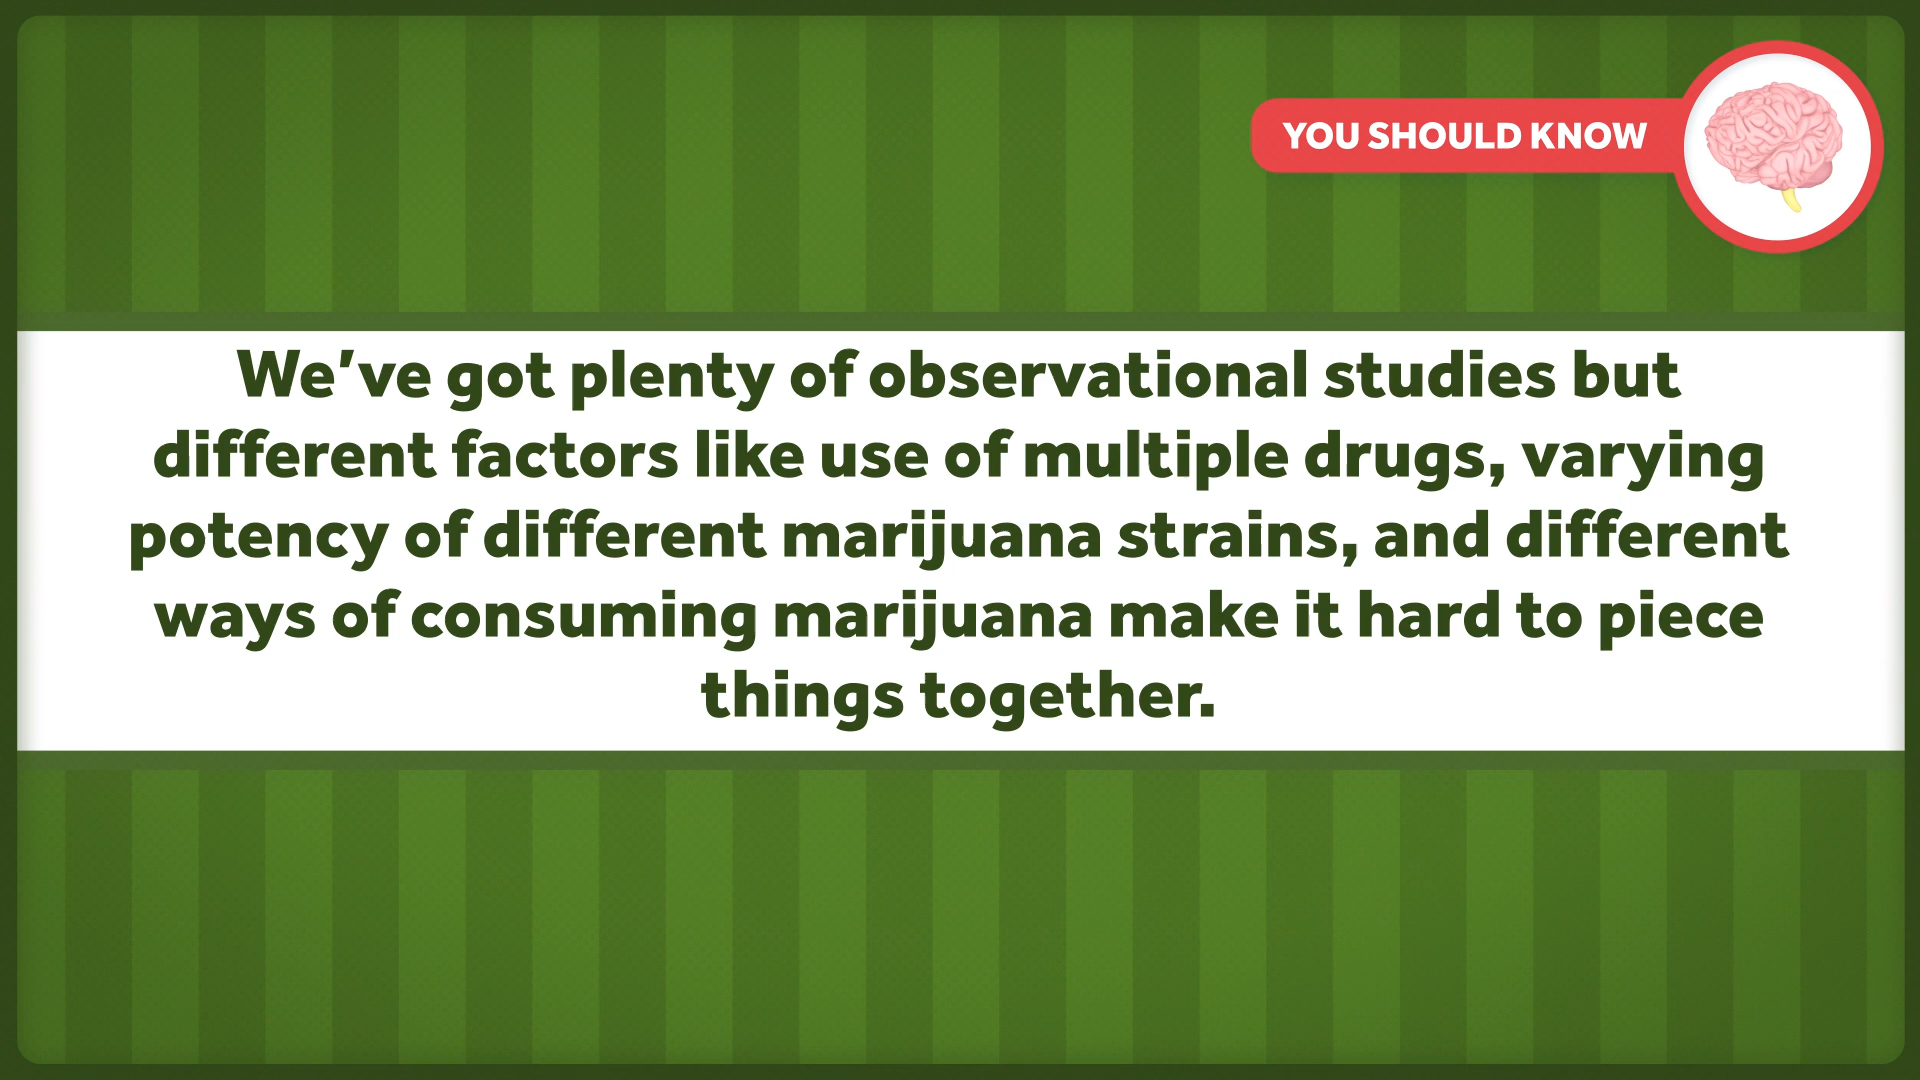 YOU SHOULD KNOW
We've got plenty of observational studies but
different factors like use of multiple drugs, varying
potency of different marijuana strains, and different
ways of consuming marijuana make it hard to piece
things together.